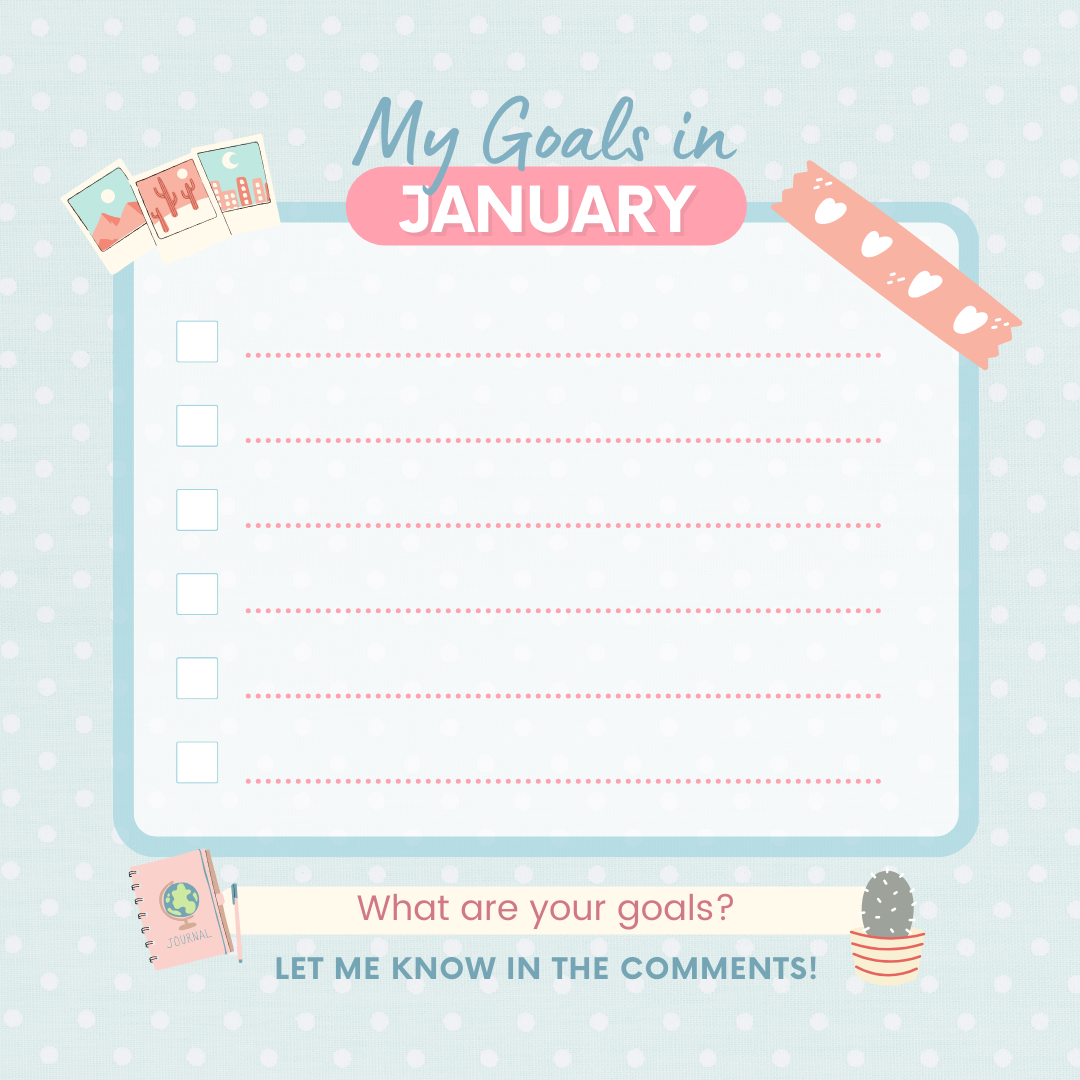 My Goals in
JANUARY
What are your goals?
JOURNAL
LET ME KNOW IN THE COMMENTS!